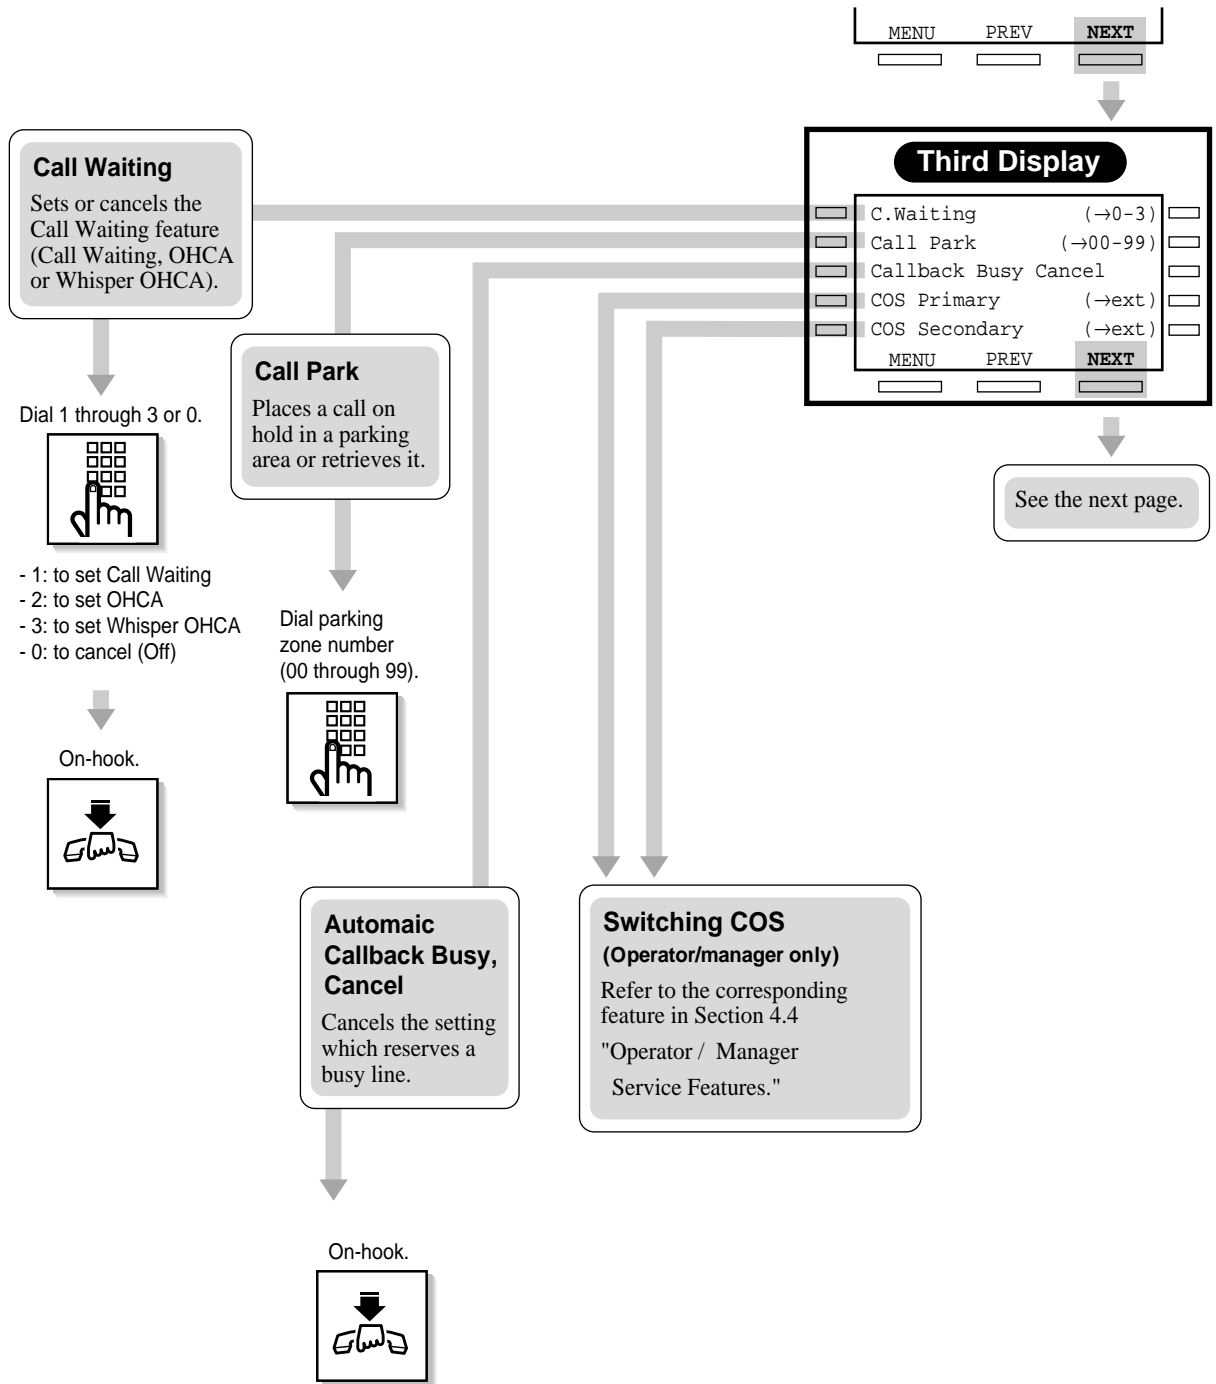 MENU PREV NEXT
Third Display
C.Waiting (→0-3)
Call Park (→00-99)
Callback Busy Cancel
COS Primary (→ext)
COS Secondary (→ext)
MENU PREV NEXT
See the next page.
Call Waiting
Sets or cancels the
Call Waiting feature
(Call Waiting, OHCA
or Whisper OHCA).
Dial 1 through 3 or 0.
- 1: to set Call Waiting
- 2: to set OHCA
- 3: to set Whisper OHCA
- 0: to cancel (Off)
On-hook.
Call Park
Places a call on
hold in a parking
area or retrieves it.
Dial parking
zone number
(00 through 99).
Automaic
Callback Busy,
Cancel
Cancels the setting
which reserves a
busy line.
On-hook.
Switching COS
(Operator/manager only)
Refer to the corresponding
feature in Section 4.4
"Operator / Manager
Service Features."